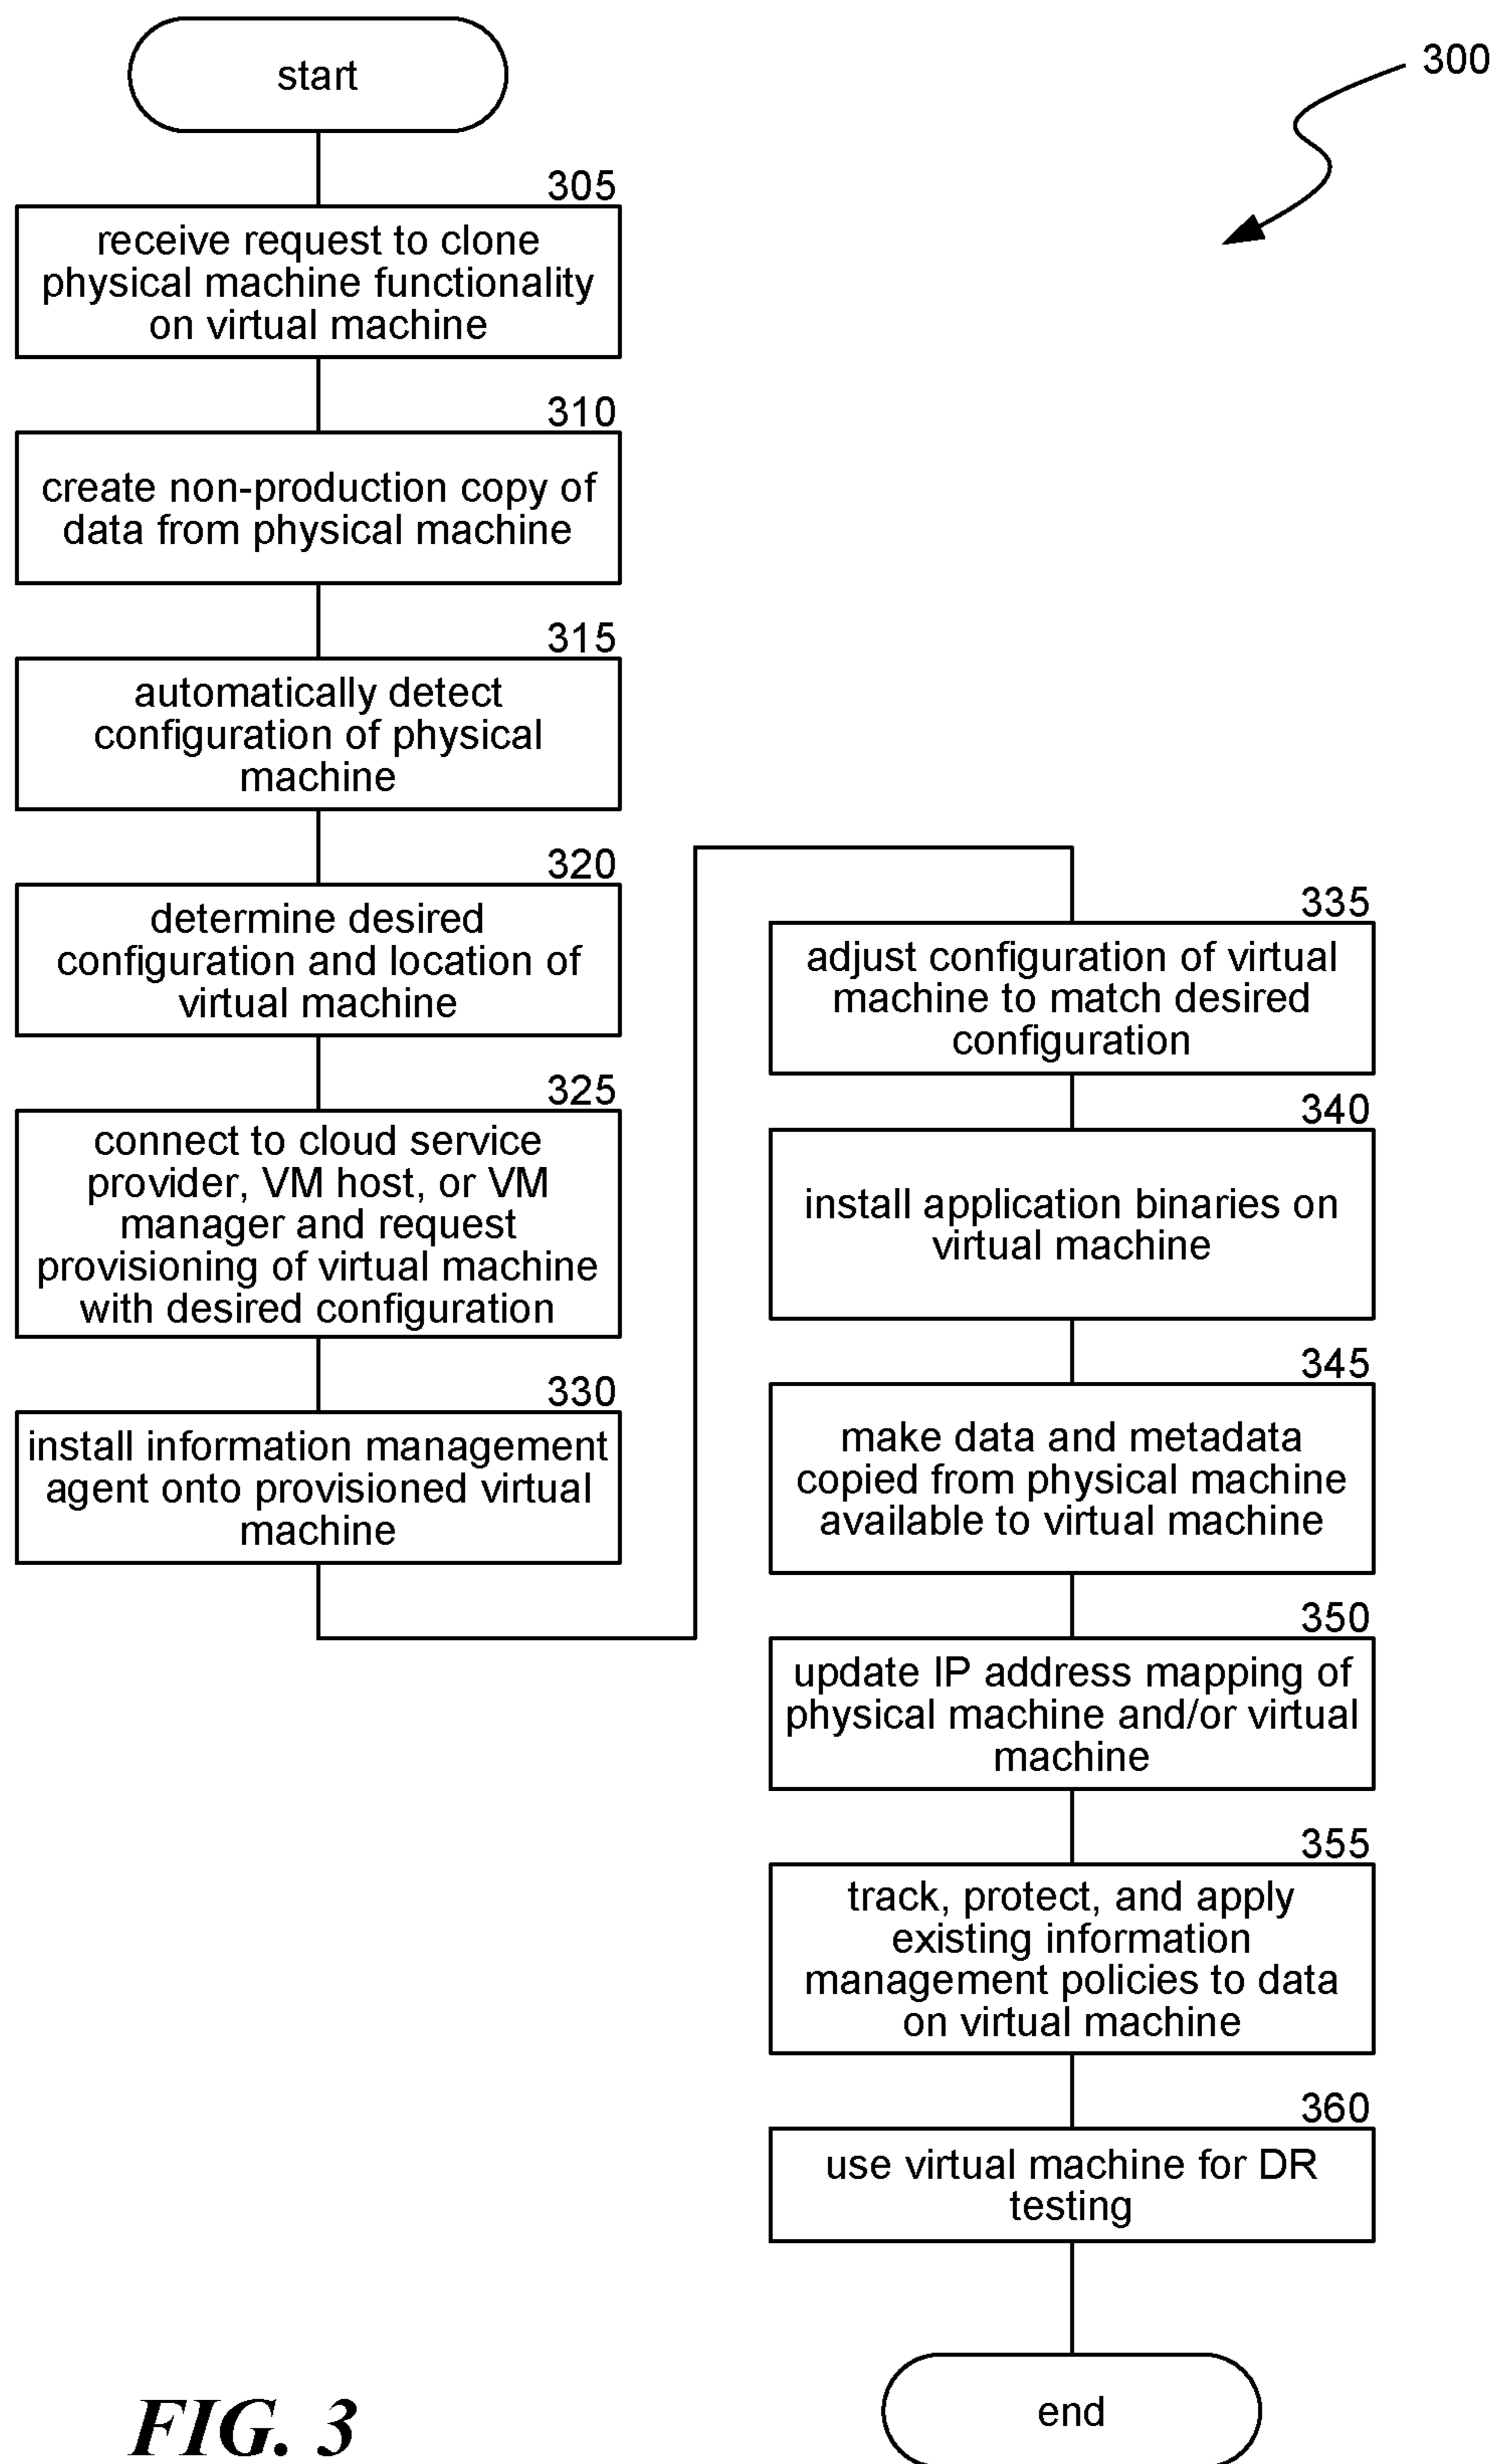 start
300
305
receive request to clone
physical machine functionality
on virtual machine
310
create non-production copy of
data from physical machine
315
automatically detect
configuration of physical
machine
320
determine desired
configuration and location of
virtual machine
325
connect to cloud service
provider, VM host, or VM
manager and request
provisioning of virtual machine
with desired configuration
330
install information management
agent onto provisioned virtual
machine
335
adjust configuration of virtual
machine to match desired
configuration
340
install application binaries on
virtual machine
345
make data and metadata
copied from physical machine
available to virtual machine
350
update IP address mapping of
physical machine and/or virtual
machine
355
track, protect, and apply
existing information
management policies to data
on virtual machine
360
use virtual machine for DR
testing
end
FIG. 3